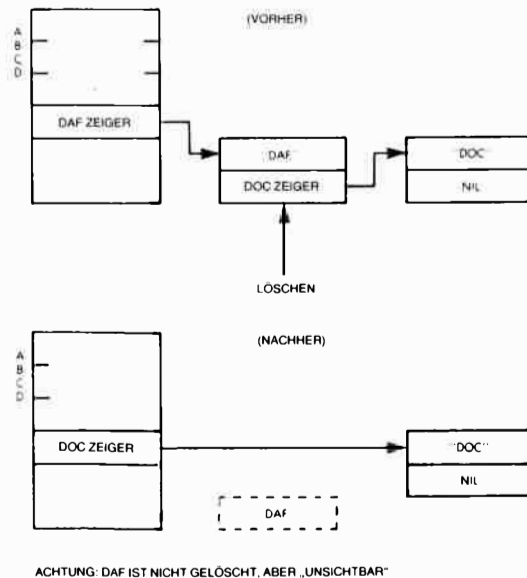 (VORHER)
A
B
C
D
DAF ZEIGER
"DAF"
"DOC"
DOC ZEIGER
NIL
LÖSCHEN
(NACHHER)
A
B
C
D
DOC ZEIGER
"DOC"
NIL
DAF
ACHTUNG: DAF IST NICHT GELÖSCHT, ABER „UNSICHTBAR"